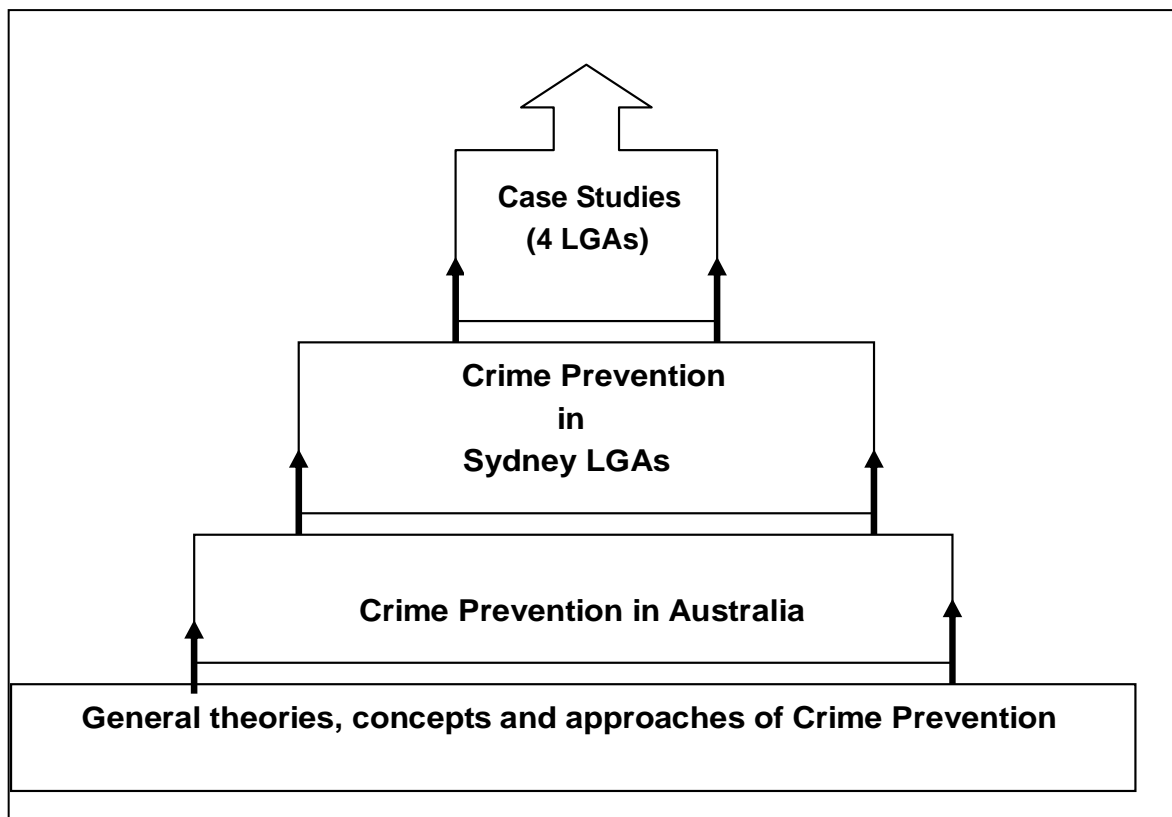 Case Studies
(4 LGAs)
Crime Prevention
in
Sydney LGAs
Crime Prevention in Australia
General theories, concepts and approaches of Crime Prevention